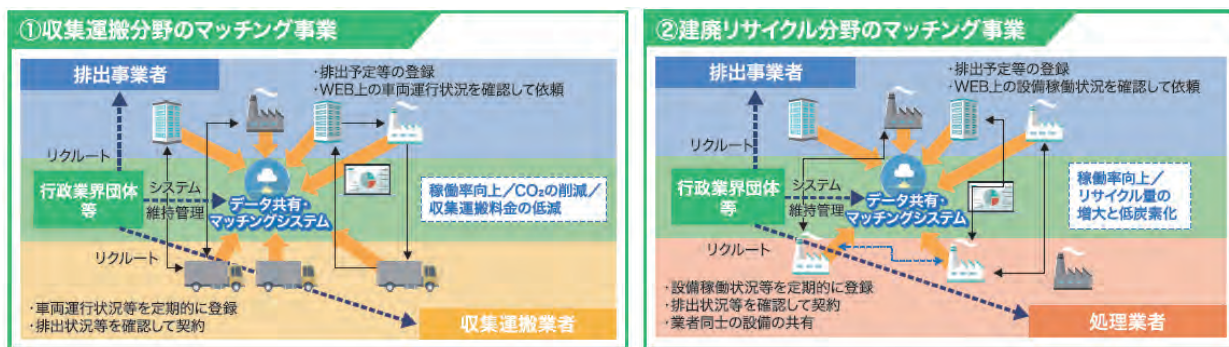 ①収集運搬分野のマッチング事業
排出事業者
・排出予定等の登録
・WEB上の車両運行状況を確認して依頼
リクルート
行政業界団体
等
システム
維持管理
データ共有・
マッチングシステム
稼働率向上／CO₂の削減／
収集運搬料金の低減
リクルート
・車両運行状況等を定期的に登録
・排出状況等を確認して契約
収集運搬業者
②建廃リサイクル分野のマッチング事業
排出事業者
・排出予定等の登録
・WEB上の設備稼働状況を確認して依頼
リクルート
行政業界団体
等
システム
維持管理
データ共有・
マッチングシステム
稼働率向上／
リサイクル量の
増大と低炭素化
リクルート
・設備稼働状況等を定期的に登録
・排出状況等を確認して契約
・業者同士の設備の共有
処理業者